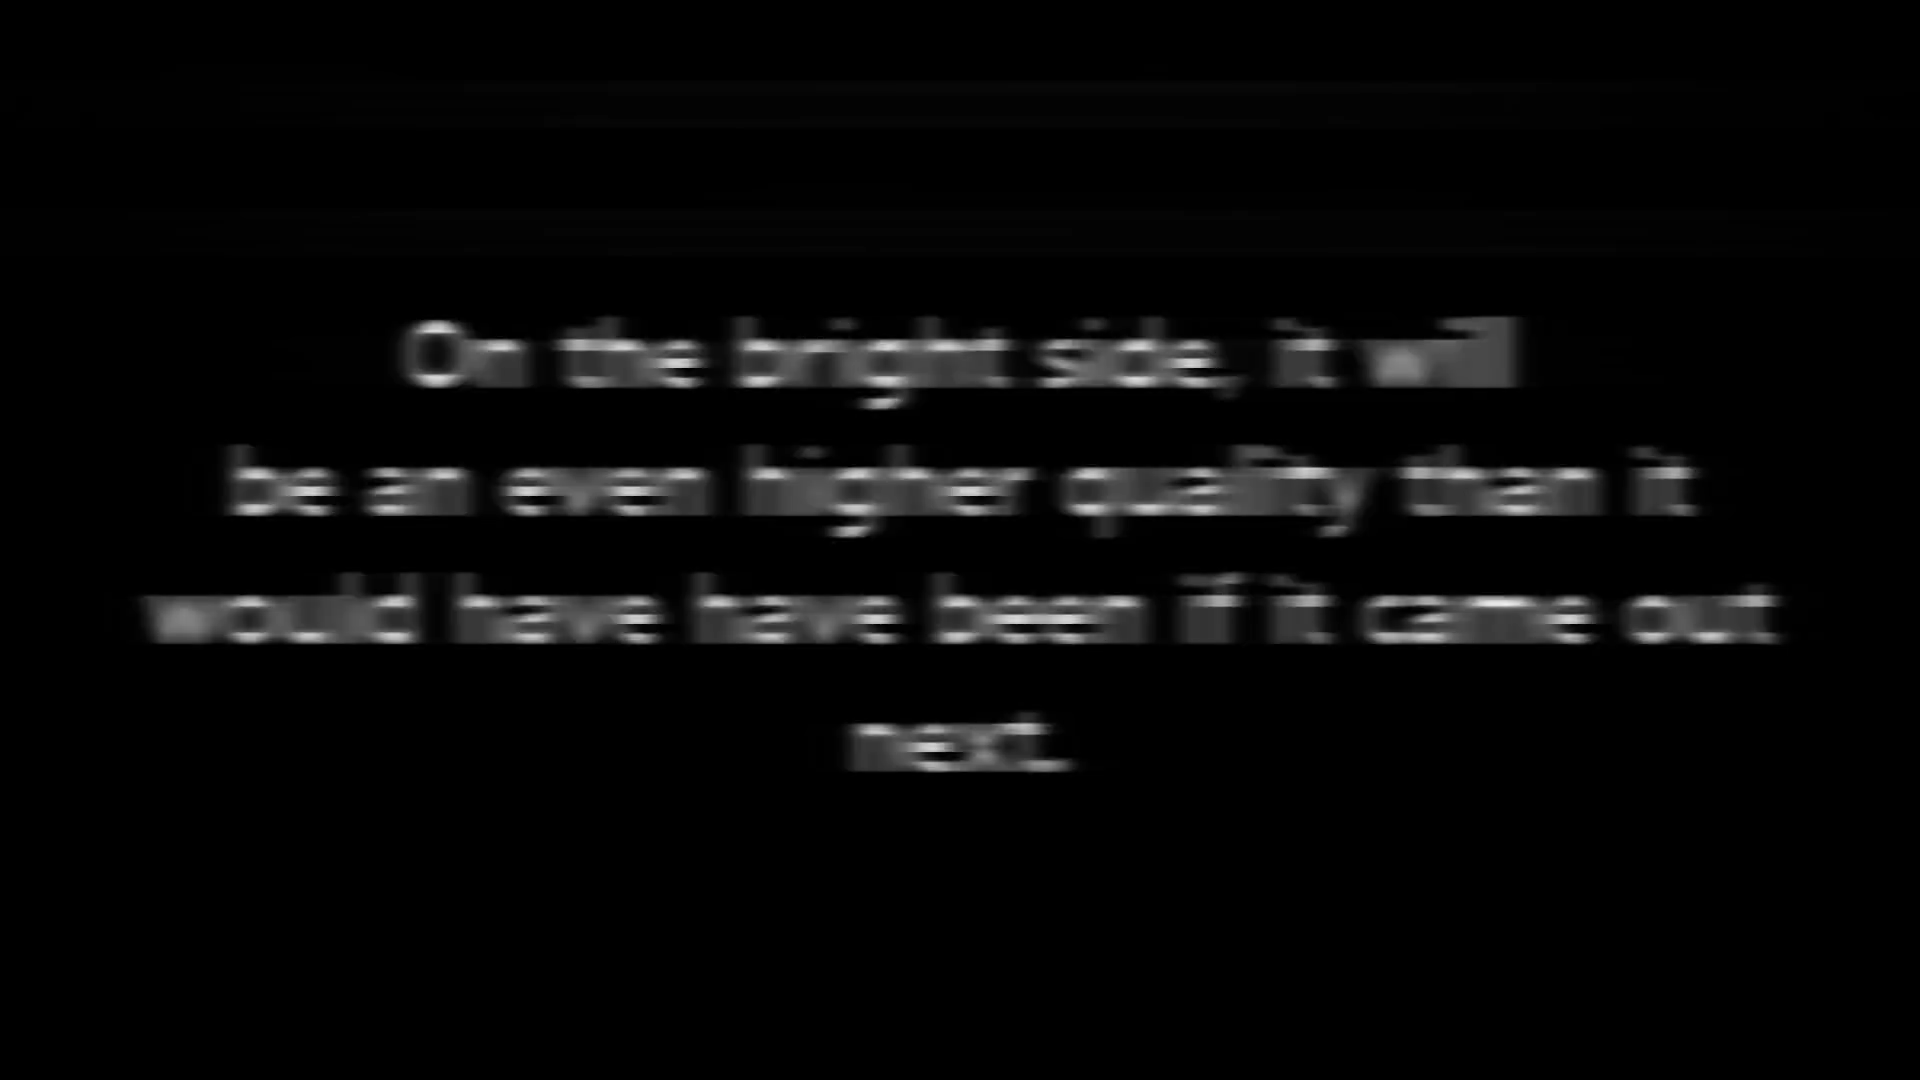 On the bright side, it will
be an even higher quality than it
would have have been if it came out
next.